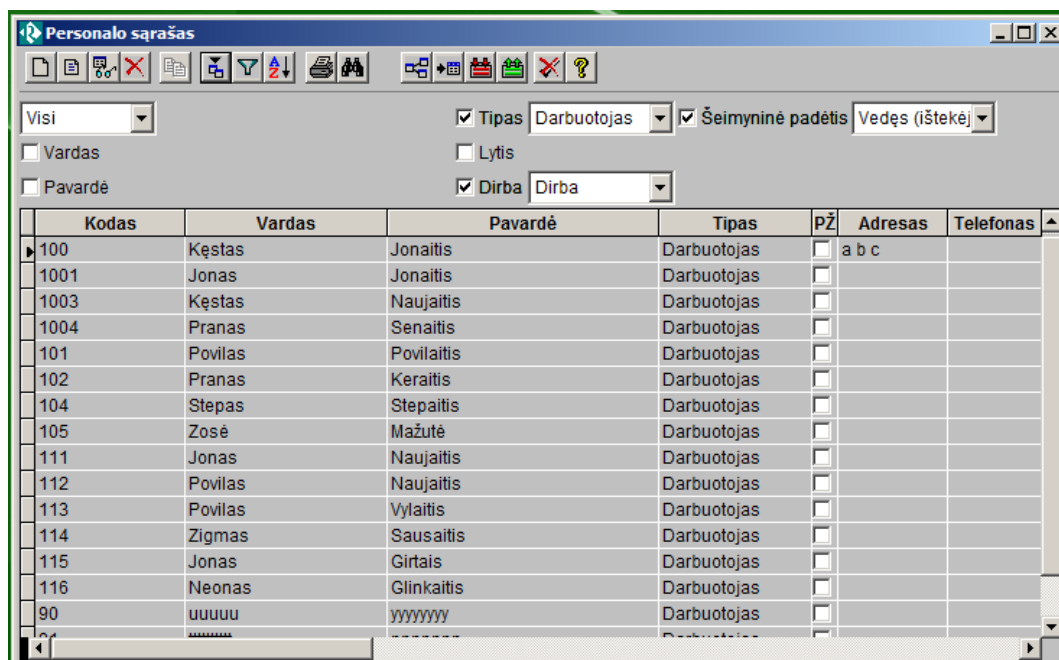 Personalo sąrašas
Visi Tipas Darbuotojas Šeimyninė padėtis Vedęs (ištekėj
Vardas Lytis
Pavardė Dirba Dirba
Kodas Vardas Pavardė Tipas PŽ Adresas Telefonas
100 Kęstas Jonaitis Darbuotojas a b c
1001 Jonas Jonaitis Darbuotojas
1003 Kęstas Naujaitis Darbuotojas
1004 Pranas Senaitis Darbuotojas
101 Povilas Povilaitis Darbuotojas
102 Pranas Keraitis Darbuotojas
104 Stepas Stepaitis Darbuotojas
105 Zosė Mažutė Darbuotojas
111 Jonas Naujaitis Darbuotojas
112 Povilas Naujaitis Darbuotojas
113 Povilas Vylaitis Darbuotojas
114 Zigmas Sausaitis Darbuotojas
115 Jonas Girtais Darbuotojas
116 Neonas Glinkaitis Darbuotojas
90 uuuuu yyyyyyyy Darbuotojas